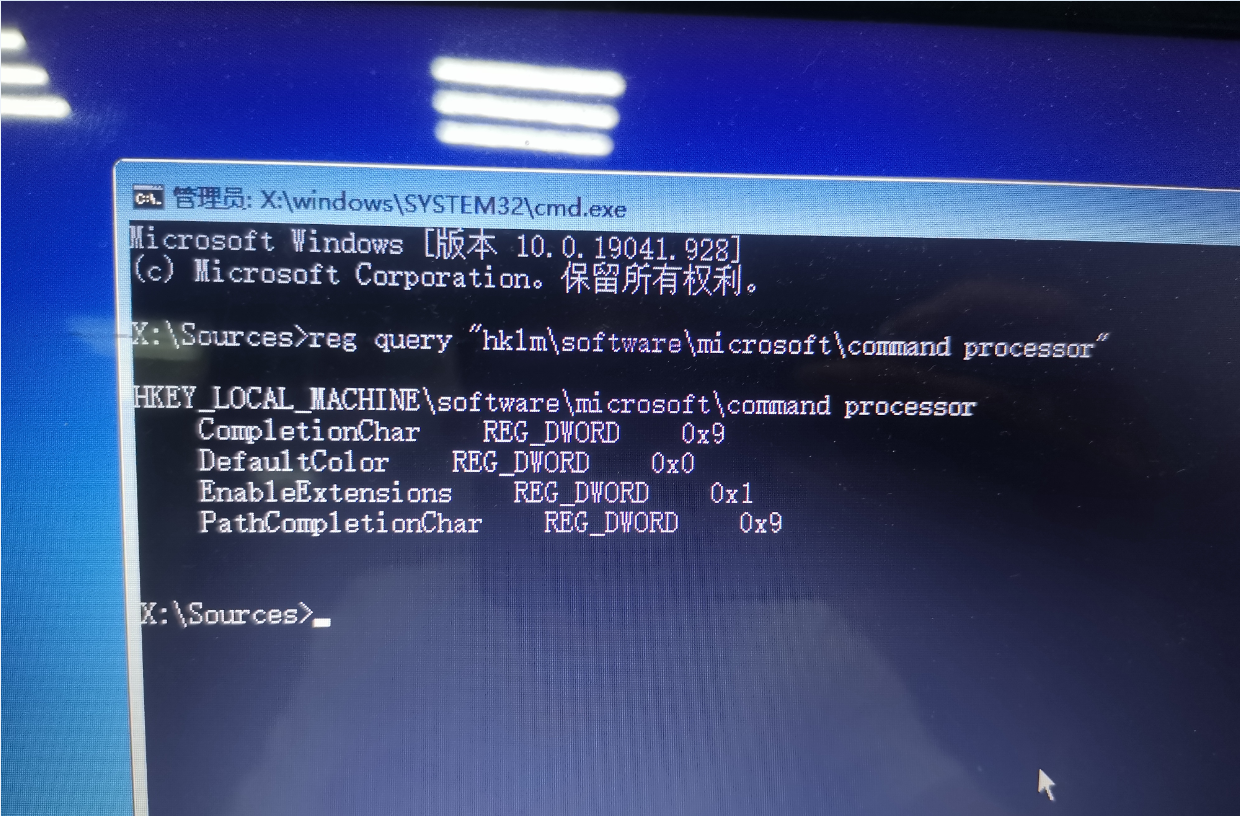 管理员: X:\windows\SYSTEM32\cmd.exe
Microsoft Windows [版本 10.0.19041.928]
(c) Microsoft Corporation。保留所有权利。
X:\Sources>reg query "hklm\software\microsoft\command processor"
HKEY_LOCAL_MACHINE\software\microsoft\command processor
CompletionChar REG_DWORD 0x9
DefaultColor REG_DWORD 0x0
EnableExtensions REG_DWORD 0x1
PathCompletionChar REG_DWORD 0x9
X:\Sources>_